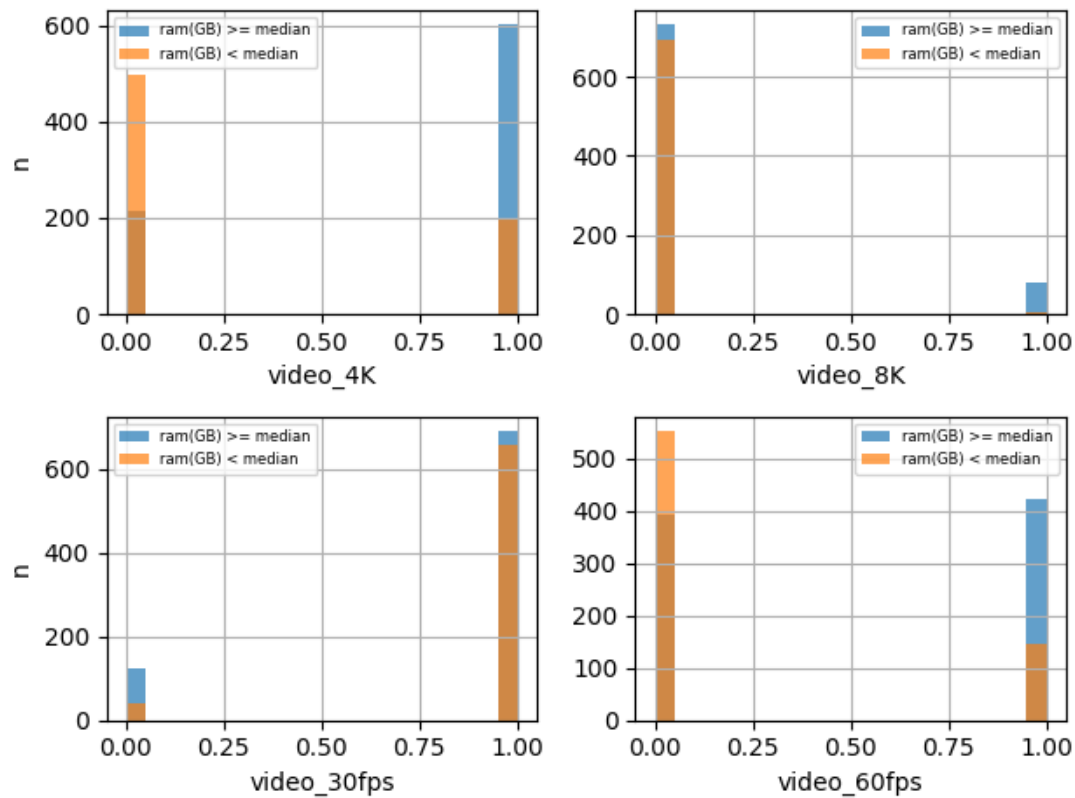 ram(GB) >= median
ram(GB) < median
600
400
200
0
n
0.00 0.25 0.50 0.75 1.00
video_4K
ram(GB) >= median
ram(GB) < median
600
400
200
0
0.00 0.25 0.50 0.75 1.00
video_8K
ram(GB) >= median
ram(GB) < median
600
400
200
0
n
0.00 0.25 0.50 0.75 1.00
video_30fps
ram(GB) >= median
ram(GB) < median
500
400
300
200
100
0
0.00 0.25 0.50 0.75 1.00
video_60fps